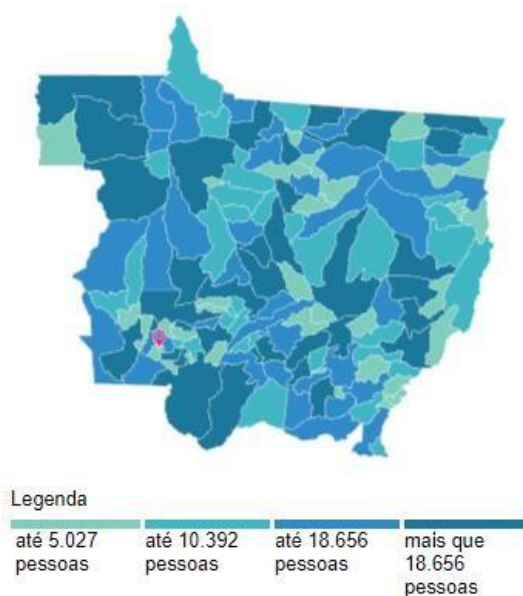 Legenda
até 5.027
pessoas
até 10.392
pessoas
até 18.656
pessoas
mais que
18.656
pessoas